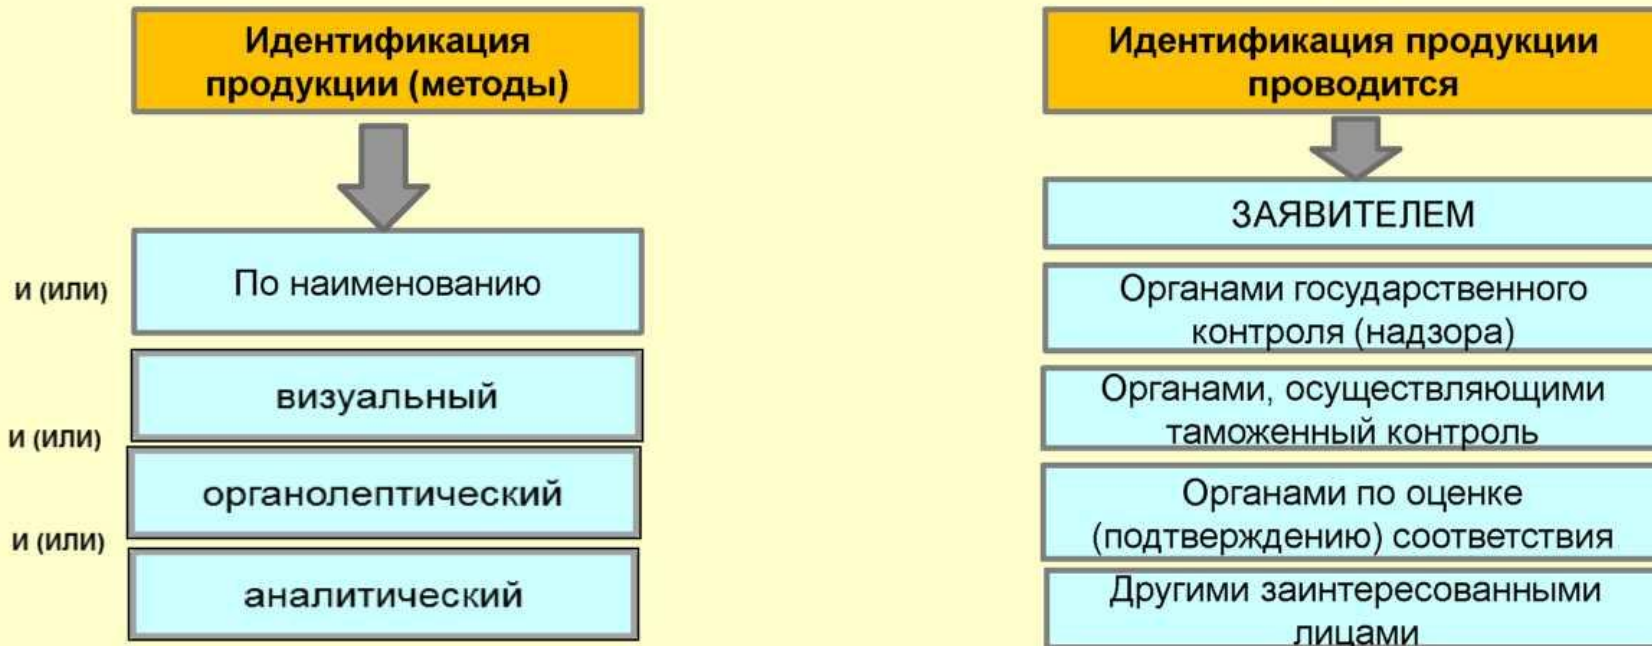 Идентификация
продукции (методы)
И (ИЛИ)
По наименованию
визуальный
И (ИЛИ)
органолептический
И (ИЛИ)
аналитический
Идентификация продукции
проводится
ЗАЯВИТЕЛЕМ
Органами государственного
контроля (надзора)
Органами, осуществляющими
таможенный контроль
Органами по оценке
(подтверждению) соответствия
Другими заинтересованными
лицами